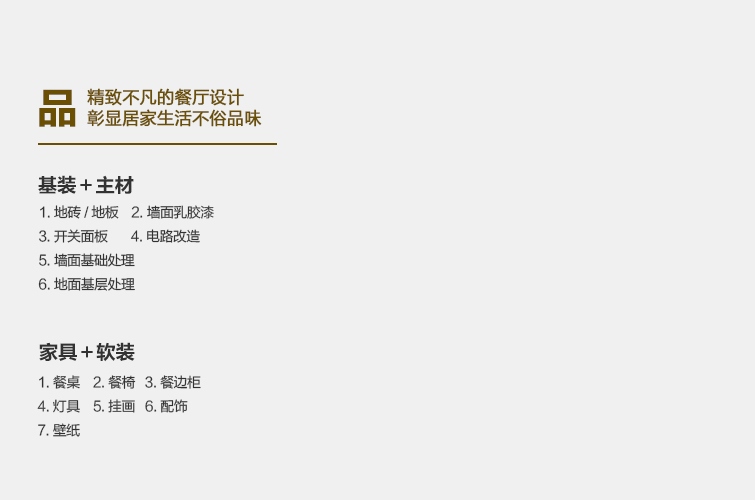 品
精致不凡的餐厅设计
彰显居家生活不俗品味
基装+主材
1. 地砖 / 地板 2. 墙面乳胶漆
3. 开关面板 4. 电路改造
5. 墙面基础处理
6. 地面基层处理
家具+软装
1. 餐桌 2. 餐椅 3. 餐边柜
4. 灯具 5. 挂画 6. 配饰
7. 壁纸